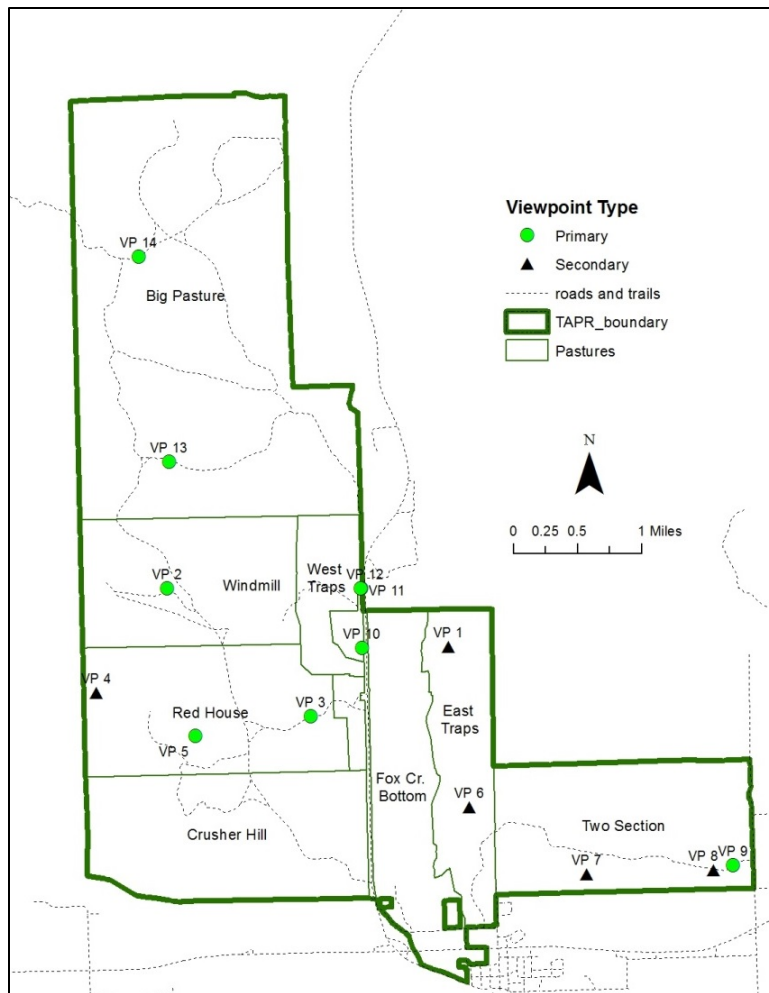 VP 14
Big Pasture
Viewpoint Type
Primary
Secondary
roads and trails
TAPR_boundary
Pastures
VP 13
N
0 0.25 0.5 1 Miles
VP 2
Windmill
West
Traps
VP 12
VP 11
VP 10
VP 1
VP 4
Red House
VP 3
VP 5
East
Traps
Fox Cr.
Bottom
VP 6
Crusher Hill
Two Section
VP 7
VP 8
VP 9